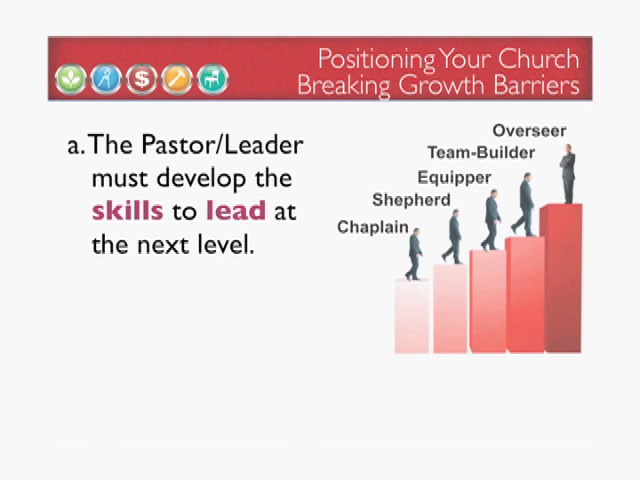 Positioning Your Church
Breaking Growth Barriers
$
a. The Pastor/Leader
must develop the
skills to lead at
the next level.
Overseer
Team-Builder
Equipper
Shepherd
Chaplain